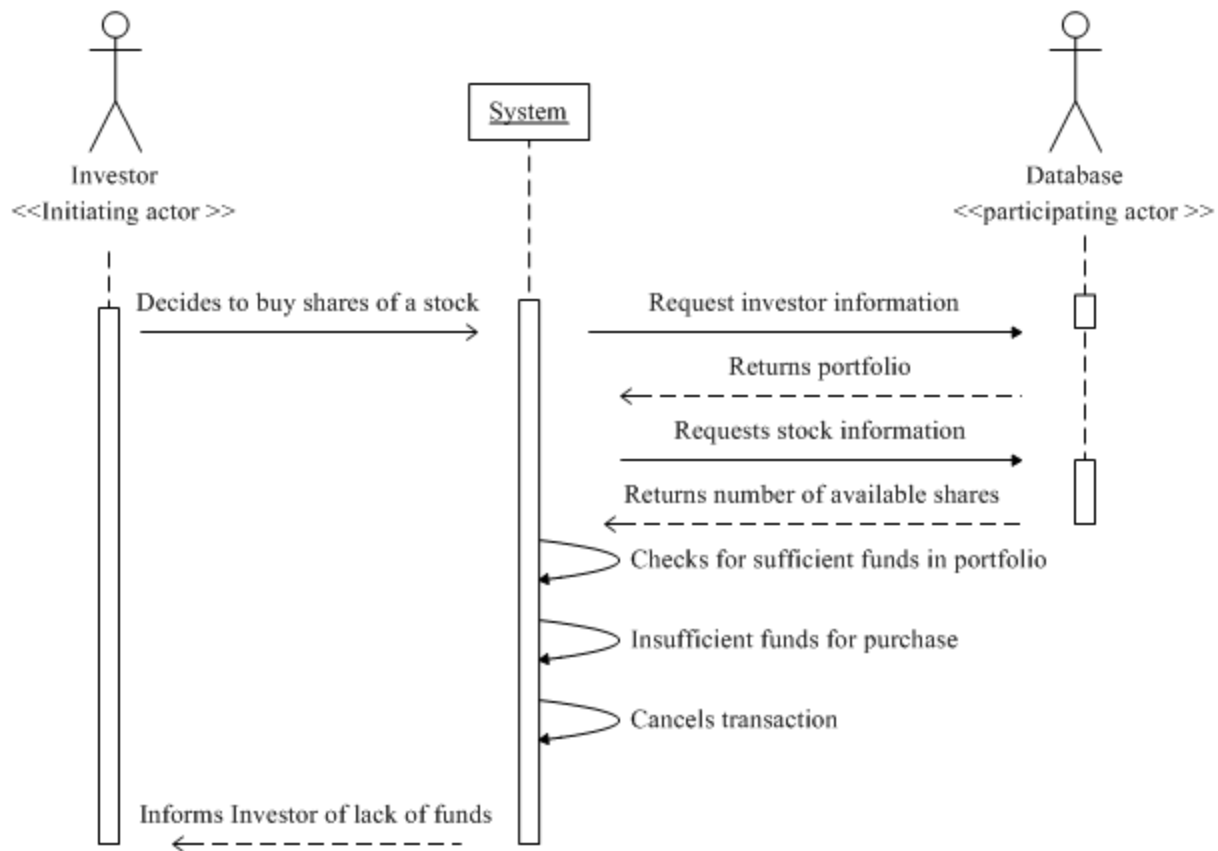 System
Investor
<<Initiating actor >>
Database
<<participating actor >>
Decides to buy shares of a stock
Request investor information
Returns portfolio
Requests stock information
Returns number of available shares
Checks for sufficient funds in portfolio
Insufficient funds for purchase
Cancels transaction
Informs Investor of lack of funds